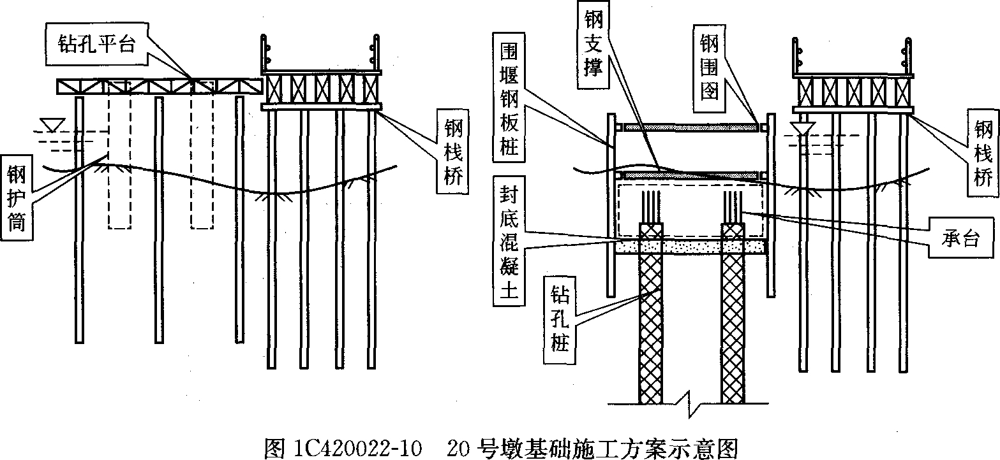 钻孔平台
钢护筒
钢栈桥
围堰钢板桩
钢支撑
钢围囹
封底混凝土
钻孔桩
承台
钢栈桥
图 1C420022-10 20 号墩基础施工方案示意图